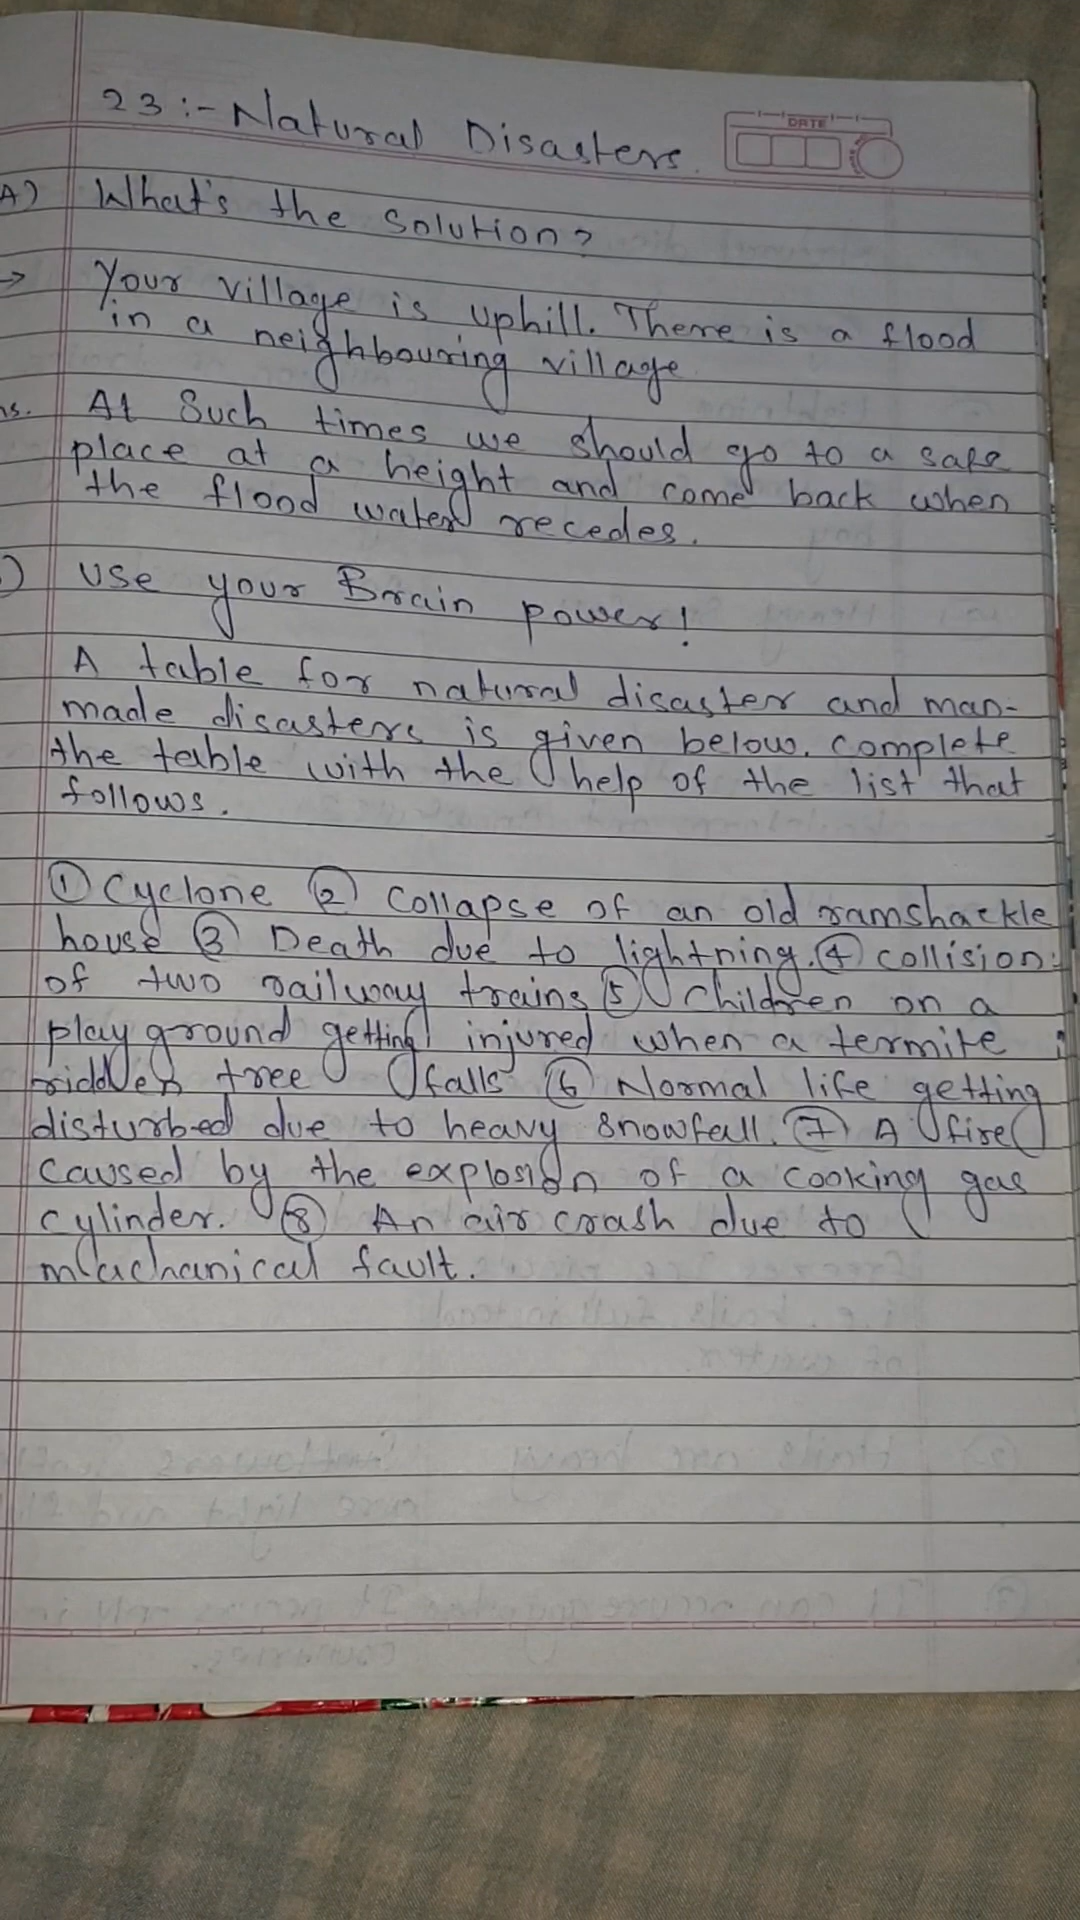 23:- Natural Disasters.
DATE
A) What's the Solution?
→ Your village is uphill. There is a flood
in a neighbouring village
ns. At Such times we should go to a safe
place at a height and come back when
the flood water recedes.
) Use your Brain power!
A table for natural disaster and man-
made disasters is given below. complete
the table with the help of the list that
follows.
① Cyclone ② Collapse of an old ramshackle
house ③ Death due to lightning. ④ collision
of two railway trains ⑤ Children on a
play ground getting injured when a termite
ridden tree falls ⑥ Normal life getting
disturbed due to heavy snowfall. ⑦ A fire
caused by the explosion of a cooking gas
cylinder. ⑧ An air crash due to
machanical fault.